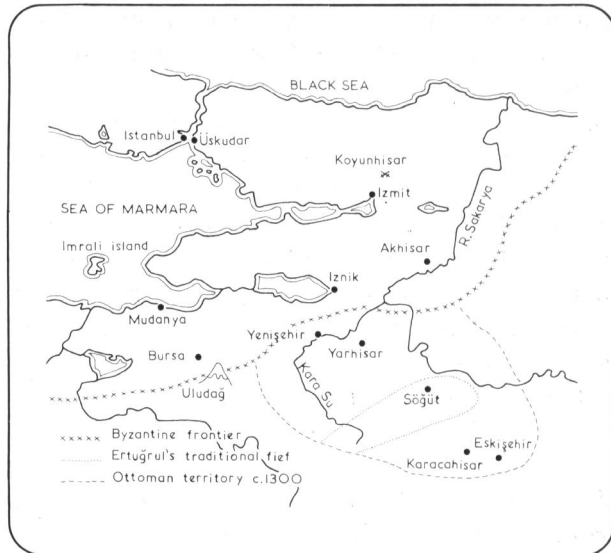 BLACK SEA
Istanbul
Üskudar
Koyunhisar
Izmit
SEA OF MARMARA
R. Sakarya
Imrali island
Akhisar
Iznik
Mudanya
Yenişehir
Yarhisar
Bursa
Uludağ
Kara Su
Söğüt
Byzantine frontier
Eskişehir
Ertuğrul's traditional fief
Karacahisar
Ottoman territory c.1300